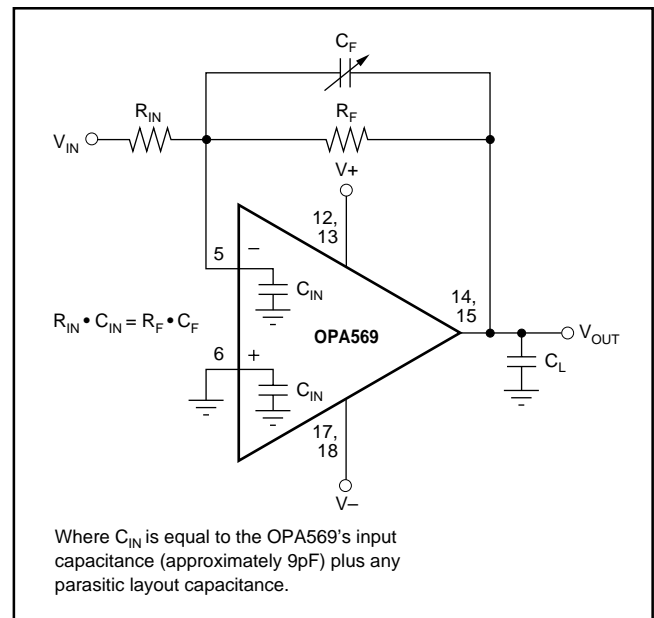 C_F
R_IN
R_F
V_IN
V+
12,
13
5
−
C_IN
R_IN • C_IN = R_F • C_F
OPA569
14,
15
V_OUT
C_L
6
+
C_IN
17,
18
V−
Where C_IN is equal to the OPA569's input
capacitance (approximately 9pF) plus any
parasitic layout capacitance.